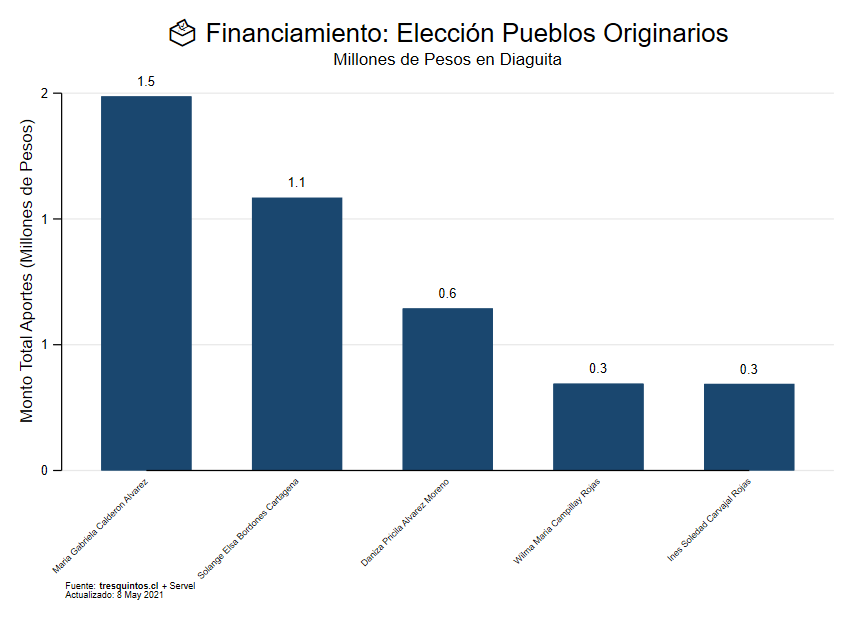 Financiamiento: Elección Pueblos Originarios
Millones de Pesos en Diaguita
Monto Total Aportes (Millones de Pesos)
2
1
1
0
1.5
1.1
0.6
0.3
0.3
Maria Gabriela Calderon Alvarez
Solange Elsa Bordones Cartagena
Daniza Pricila Alvarez Moreno
Wilma Maria Campillay Rojas
Ines Soledad Carvajal Rojas
Fuente: tresquintos.cl + Servel
Actualizado: 8 May 2021